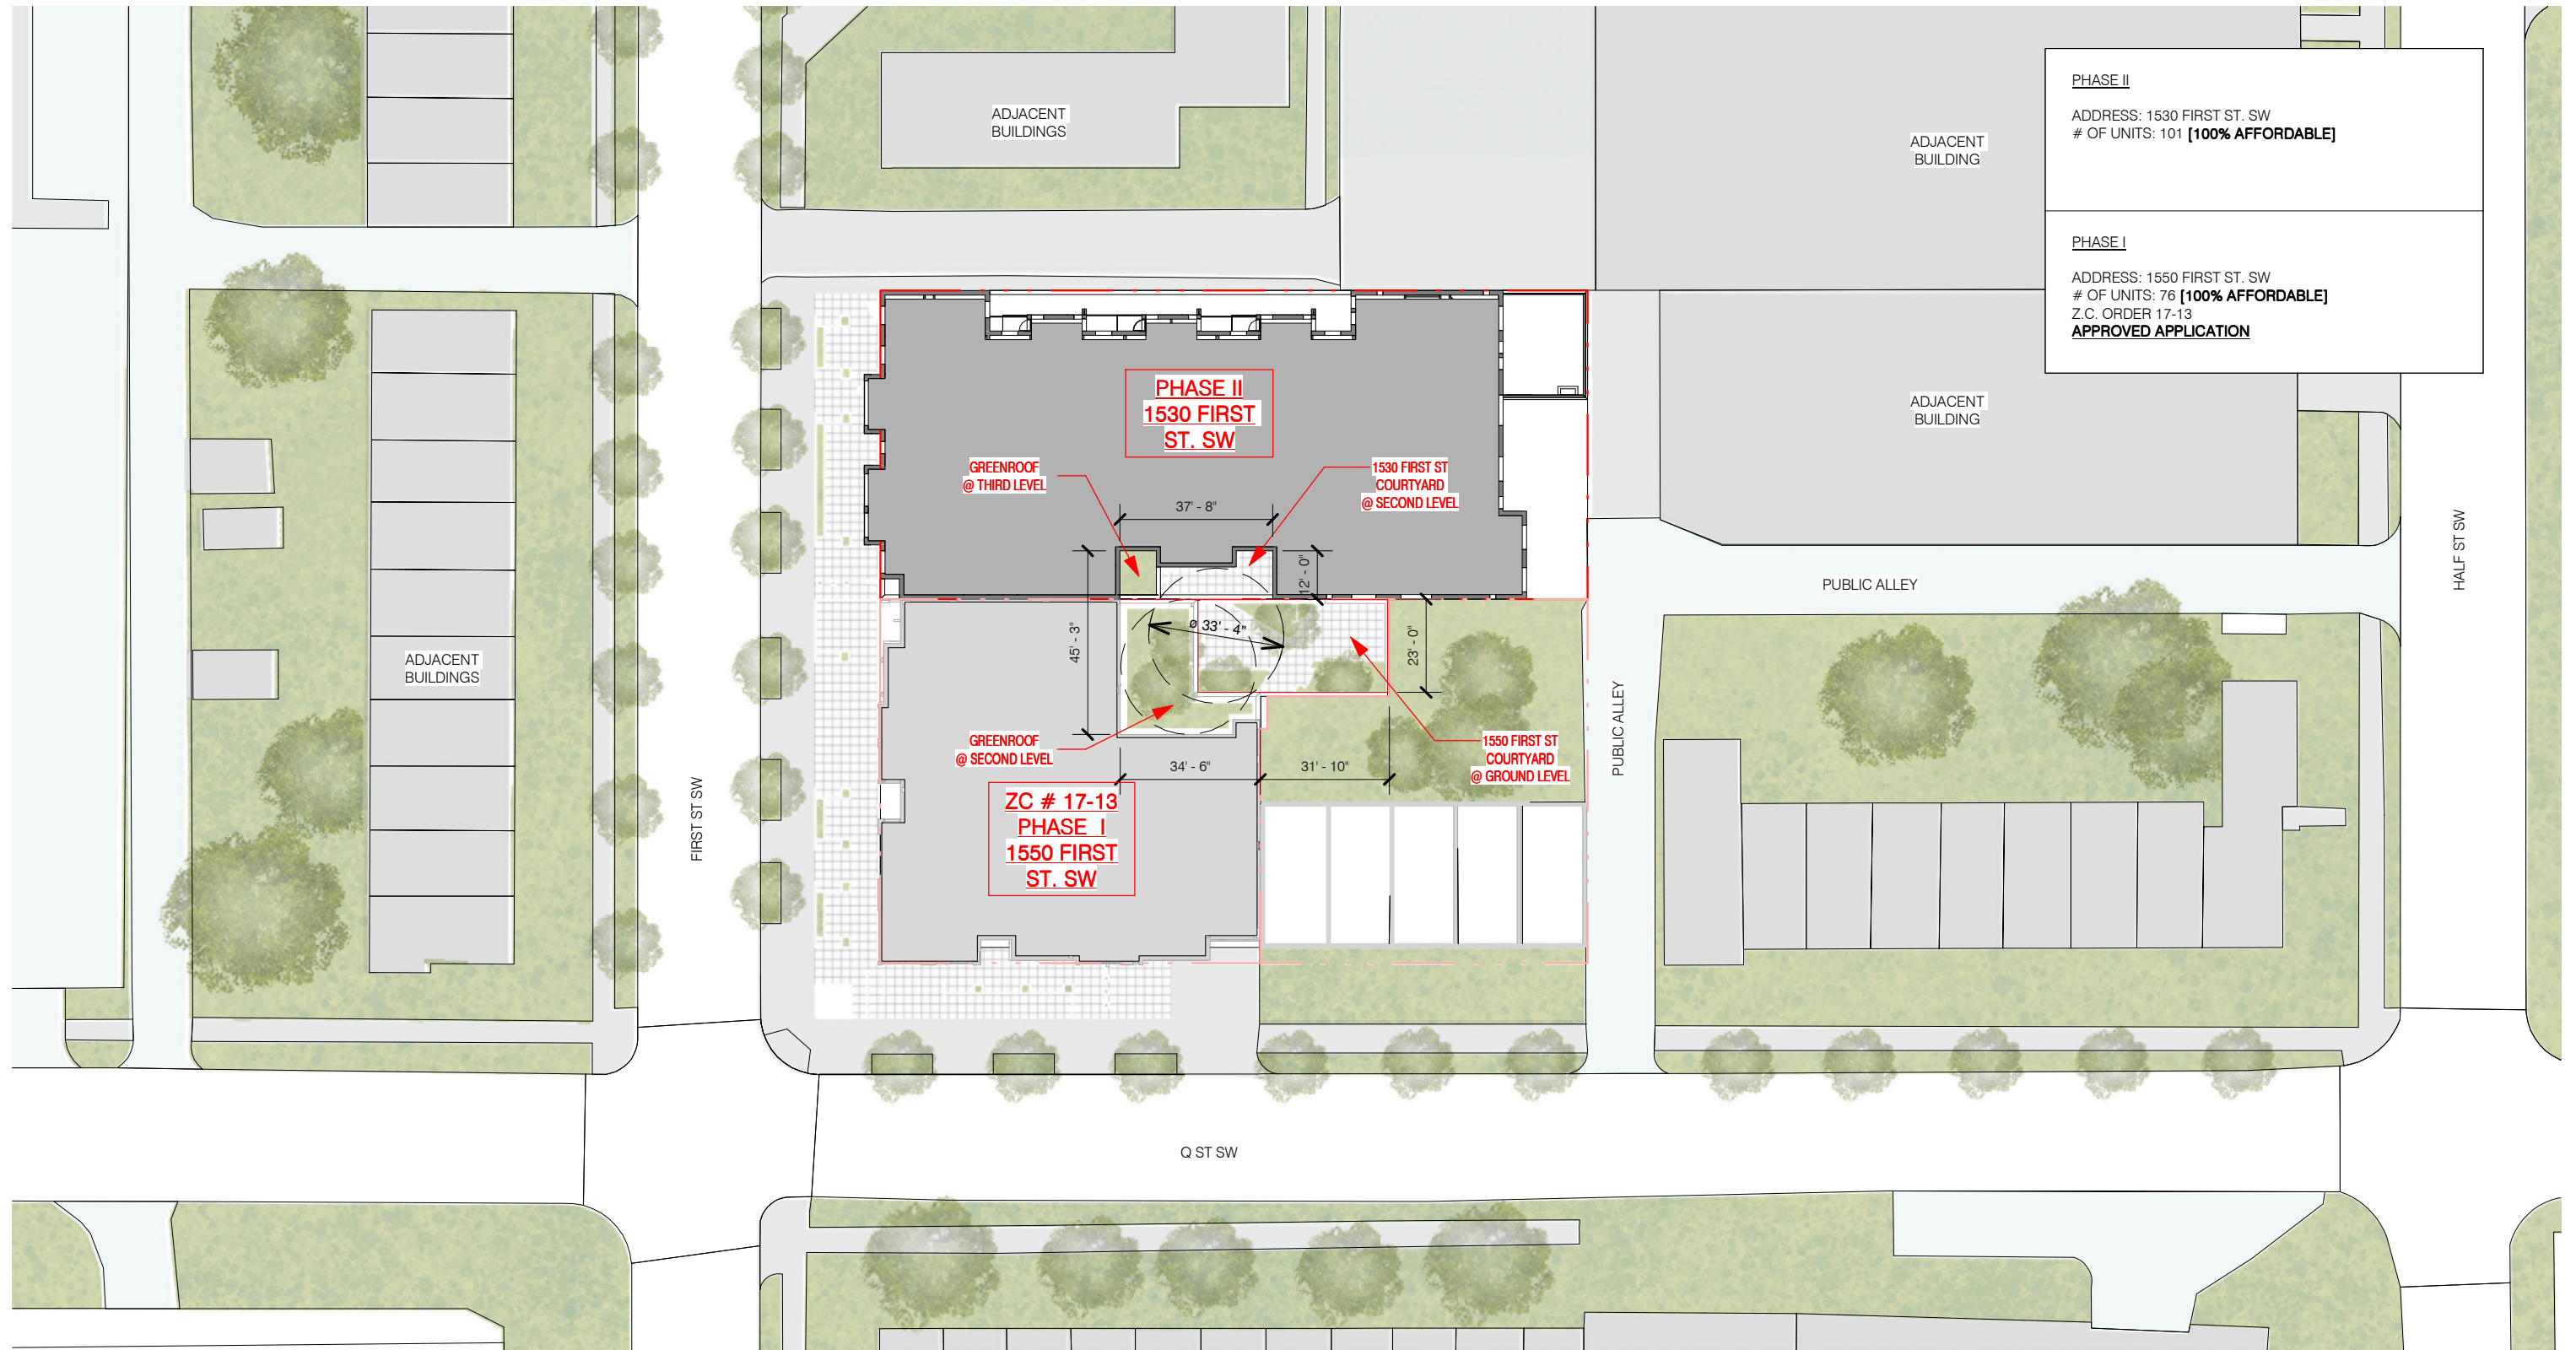 PHASE II
ADDRESS: 1530 FIRST ST. SW
# OF UNITS: 101 [100% AFFORDABLE]
PHASE I
ADDRESS: 1550 FIRST ST. SW
# OF UNITS: 76 [100% AFFORDABLE]
Z.C. ORDER 17-13
APPROVED APPLICATION
ADJACENT
BUILDINGS
ADJACENT
BUILDING
ADJACENT
BUILDING
PHASE II
1530 FIRST
ST. SW
GREENROOF
@ THIRD LEVEL
1530 FIRST ST
COURTYARD
@ SECOND LEVEL
37' - 8"
12' - 0"
45' - 3"
ø 33' - 4"
23' - 0"
PUBLIC ALLEY
HALF ST SW
ADJACENT
BUILDINGS
PUBLIC ALLEY
GREENROOF
@ SECOND LEVEL
1550 FIRST ST
COURTYARD
@ GROUND LEVEL
34' - 6"
31' - 10"
FIRST ST SW
ZC # 17-13
PHASE I
1550 FIRST
ST. SW
Q ST SW